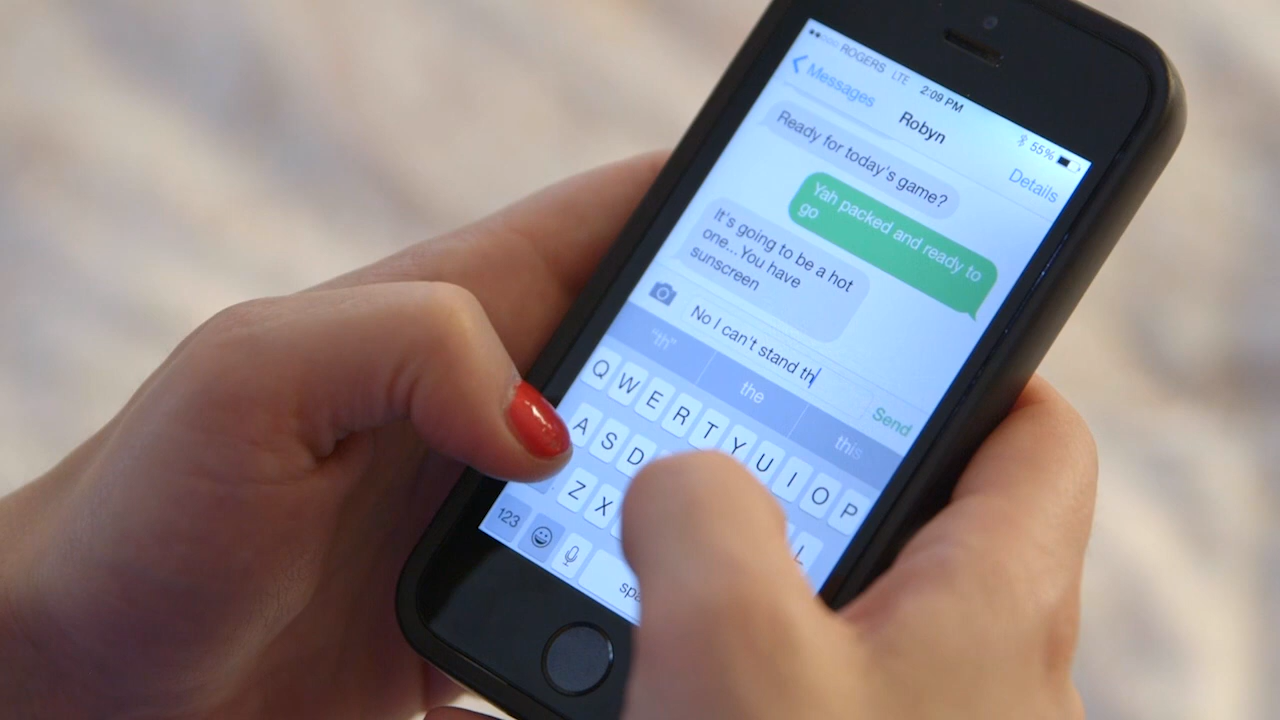 ROGERS LTE 2:09 PM 55%
Messages Robyn Details
Ready for today's game?
Yah packed and ready to
go
It's going to be a hot
one... You have
sunscreen
No I can't stand th
Send
"th" the this
Q W E R T Y U I O P
A S D
Z X L
123 spa